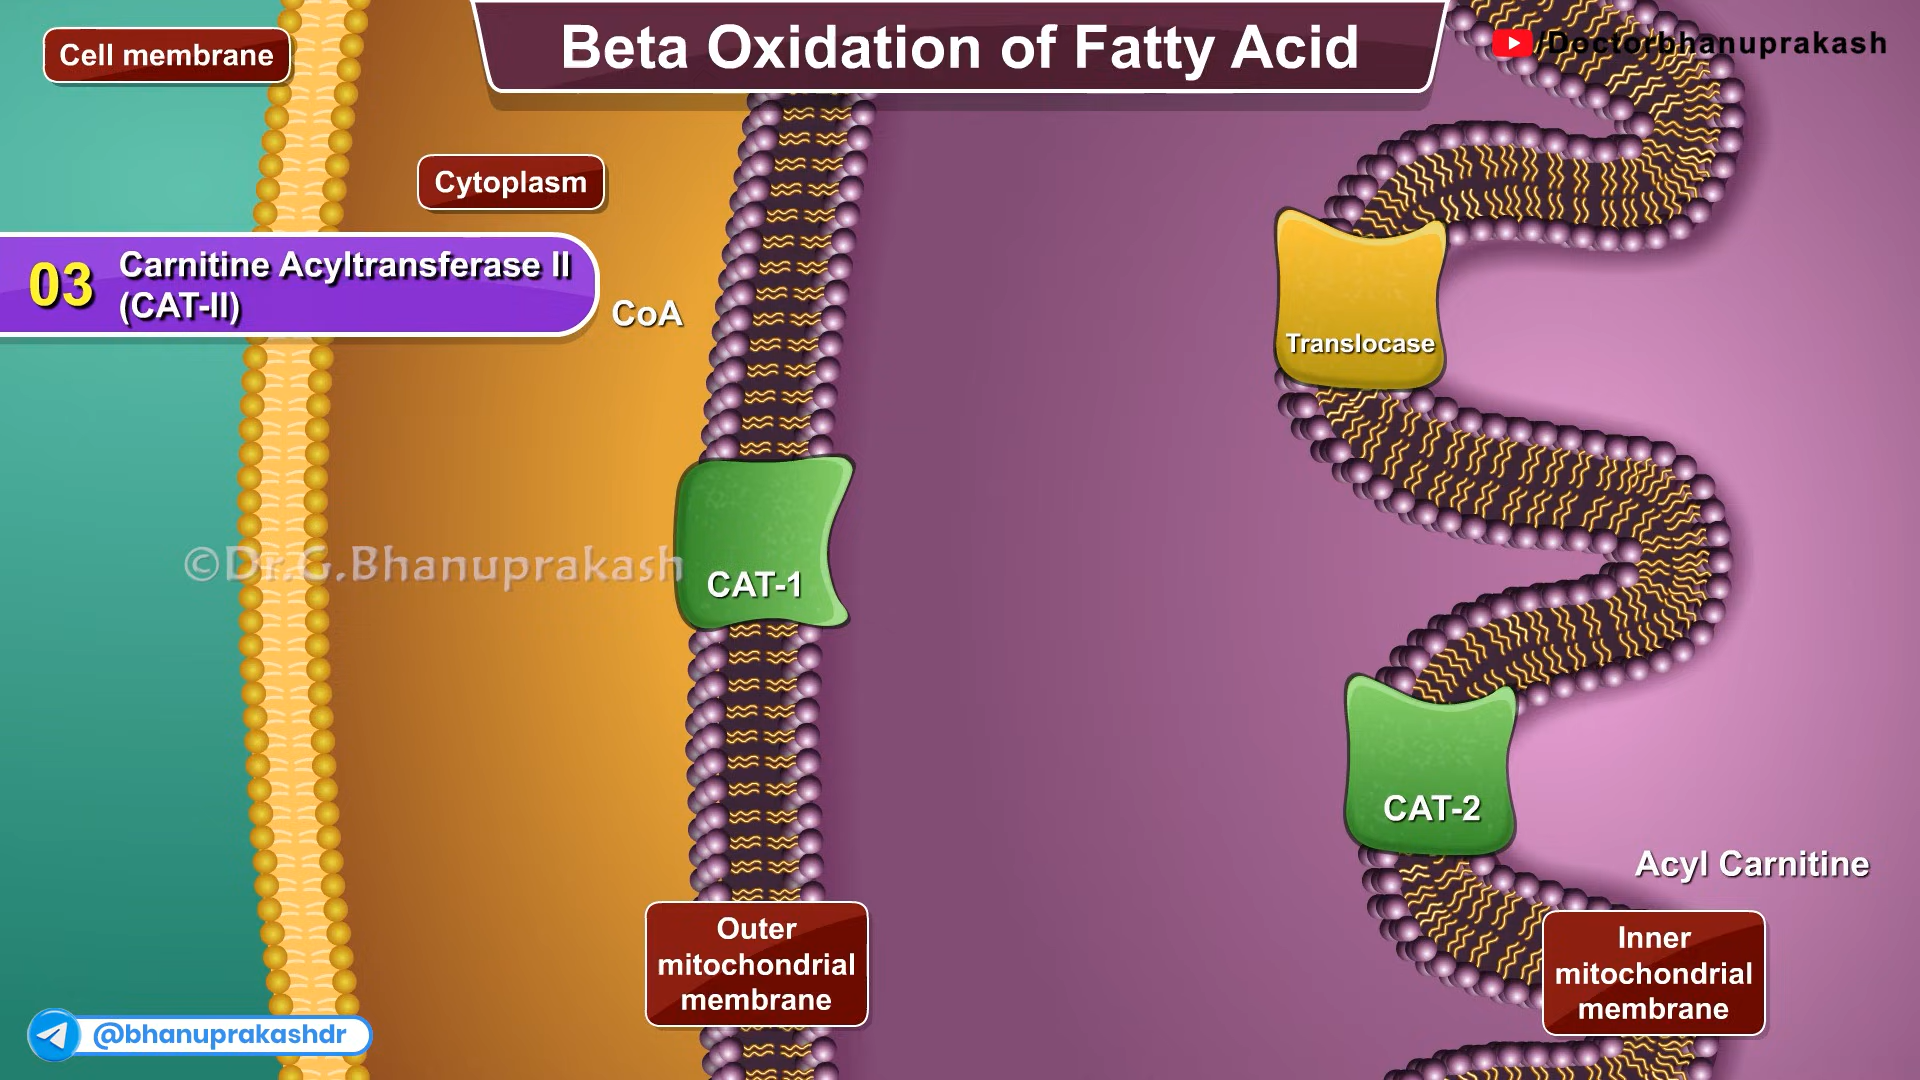 Cell membrane
Beta Oxidation of Fatty Acid
/Doctorbhanuprakash
Cytoplasm
03
Carnitine Acyltransferase II
(CAT-II)
CoA
Translocase
©Dr.G.Bhanuprakash
CAT-1
CAT-2
Acyl Carnitine
Outer
mitochondrial
membrane
Inner
mitochondrial
membrane
@bhanuprakashdr